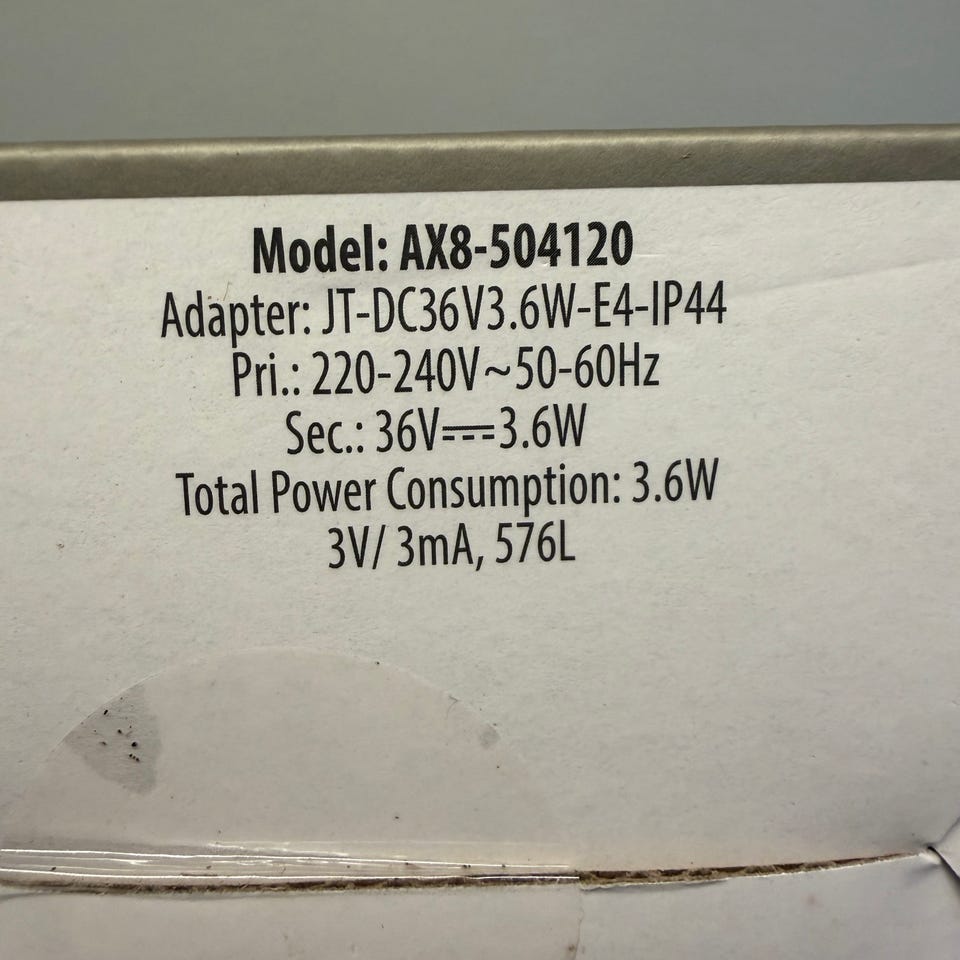 Model: AX8-504120
Adapter: JT-DC36V3.6W-E4-IP44
Pri.: 220-240V~50-60Hz
Sec.: 36V⎓3.6W
Total Power Consumption: 3.6W
3V/ 3mA, 576L